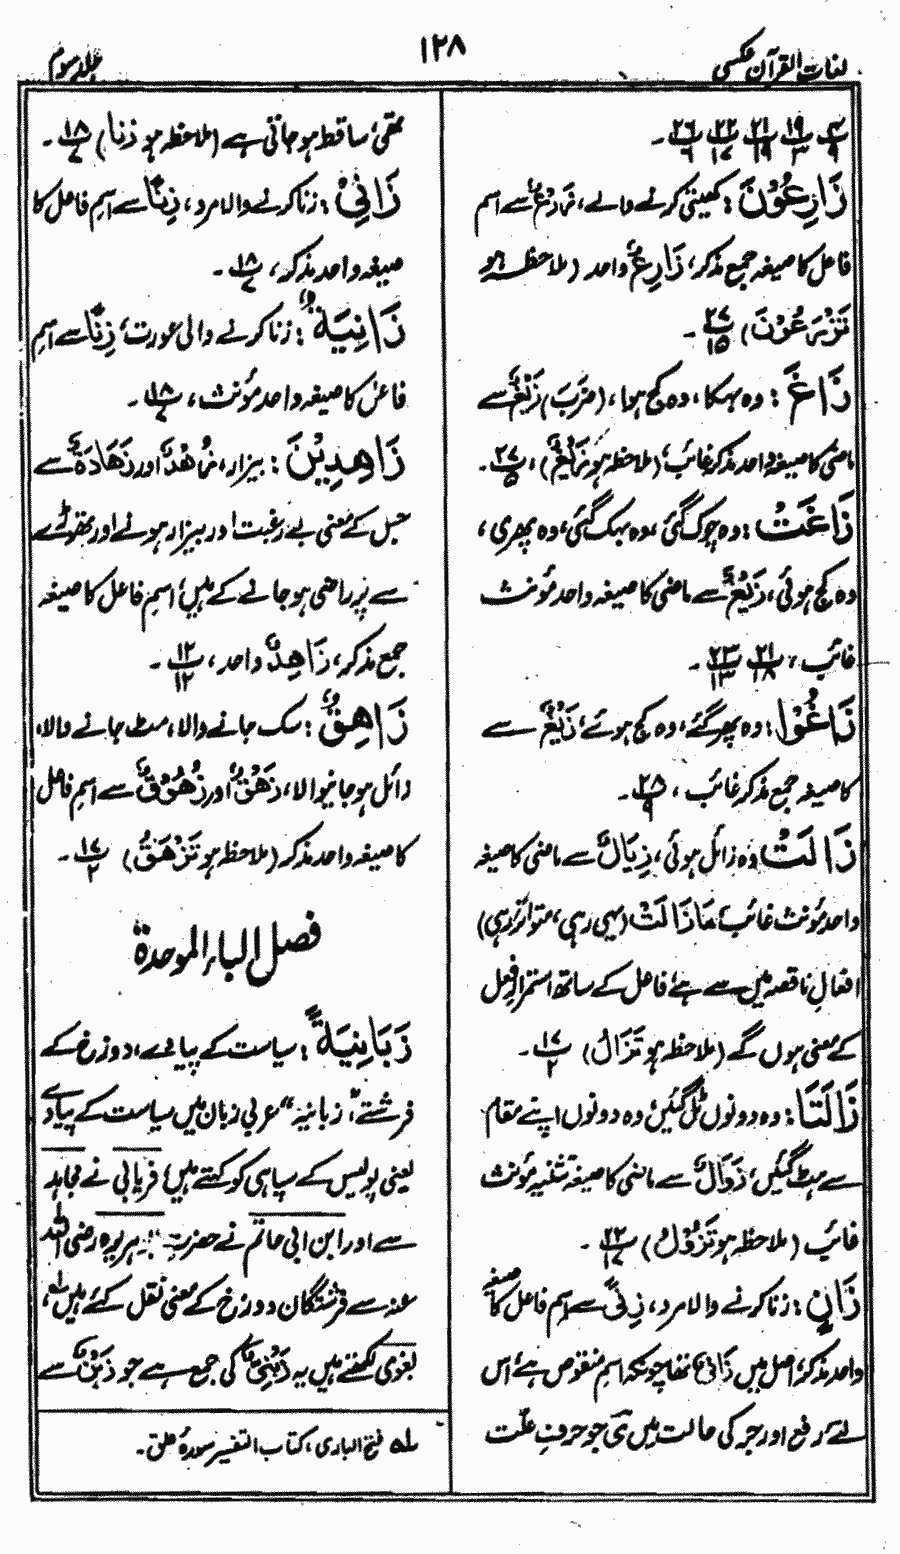 لغات القرآن عکسی
۱۲۸
جلد سوم
۴/۹ ۱۹/۳ ۲۱/۱۹ ۲۲/۱۷ ۲۶/۶ ۔
زَارِعُوْنَ : کھیتی کرنے والے، زَرْعٌ سے اسم
فاعل کا صیغہ جمع مذکر، زَارِعٌ واحد (ملاحظہ ہو
تَزْرَعُوْنَ) ۲۷/۱۵ ۔
زَاغَ : وہ بہکا، وہ کج ہوا، (ضَرَبَ) زَیْغٌ سے
ماضی کا صیغہ واحد مذکر غائب، (ملاحظہ ہو زَیْغٌ)، ۲۷/۵ ۔
زَاغَتْ : وہ چوک گئی، وہ بہک گئی، وہ پھری،
وہ کج ہوئی، زَیْغٌ سے ماضی کا صیغہ واحد مؤنث
غائب، ۲۱/۱۸ ۲۳/۱۳ ۔
زَاغُوْا : وہ پھر گئے، وہ کج ہوئے، زَیْغٌ سے
کا صیغہ جمع مذکر غائب ، ۲۸/۹ ۔
زَالَتْ وہ زائل ہوئی، زِیَالٌ سے ماضی کا صیغہ
واحد مؤنث غائب مَازَالَتْ (یہی رہی، متواتر رہی)
افعالِ ناقصہ میں سے ہے، فاعل کے ساتھ استمرارِ فعل
کے معنی ہوں گے (ملاحظہ ہو تَزَالُ) ۱۷/۲ ۔
زَالَتَا : وہ دونوں ٹل گئیں، وہ دونوں اپنے مقام
سے ہٹ گئیں، زَوَالٌ سے ماضی کا صیغہ تثنیہ مؤنث
غائب (ملاحظہ ہو تَزُوْلُ) ۲۲/۱۷ ۔
زَانٍ : زنا کرنے والا مرد، زِنًی سے اسم فاعل کا صیغہ
واحد مذکر، اصل میں زَانِیٌ تھا چونکہ اسمِ منقوص ہے، اس
لئے رفع اور جر کی حالت میں یَ جو حرفِ علّت
تھی، ساقط ہو جاتی ہے (ملاحظہ ہو زِنا) ۱۸/۷ ۔
زَانِیْ : زنا کرنے والا مرد، زِنًا سے اسمِ فاعل کا
صیغہ واحد مذکر، ۱۸/۷ ۔
زَانِیَةٌ : زنا کرنے والی عورت، زِنًا سے اسمِ
فاعل کا صیغہ واحد مؤنث، ۱۸/۷ ۔
زَاهِدِیْنَ : بیزار، زُهْدٌ اور زَهَادَةٌ سے
جس کے معنی بے رغبت اور بیزار ہونے اور تھوڑے
سے پر راضی ہو جانے کے ہیں، اسم فاعل کا صیغہ
جمع مذکر، زَاهِدٌ واحد، ۱۲/۱۲ ۔
زَاهِقٌ : مٹ جانے والا، مٹ جانے والا،
زائل ہو جانیوالا، زَهْقٌ اور زُهُوْقٌ سے اسم فاعل
کا صیغہ واحد مذکر (ملاحظہ ہو تَزْهَقَ) ۱۷/۲ ۔
فصل الباء الموحدة
زَبَانِیَةٌ : سیاست کے پیادے، دوزخ کے
فرشتے، زبانیہ عربی زبان میں سیاست کے پیادے
یعنی پولیس کے سپاہی کو کہتے ہیں، فریابی نے مجاہد
سے اور ابن ابی حاتم نے حضرت ابوہریرہ رضی اللہ
عنہ سے فرشتگانِ دوزخ کے معنی نقل کئے ہیں لہ،
لغوی لکھتے ہیں یہ زِبْنِیٌ کی جمع ہے جو زَبْنٌ سے
لہ فتح الباری، کتاب التفسیر سورۂ علق ۔